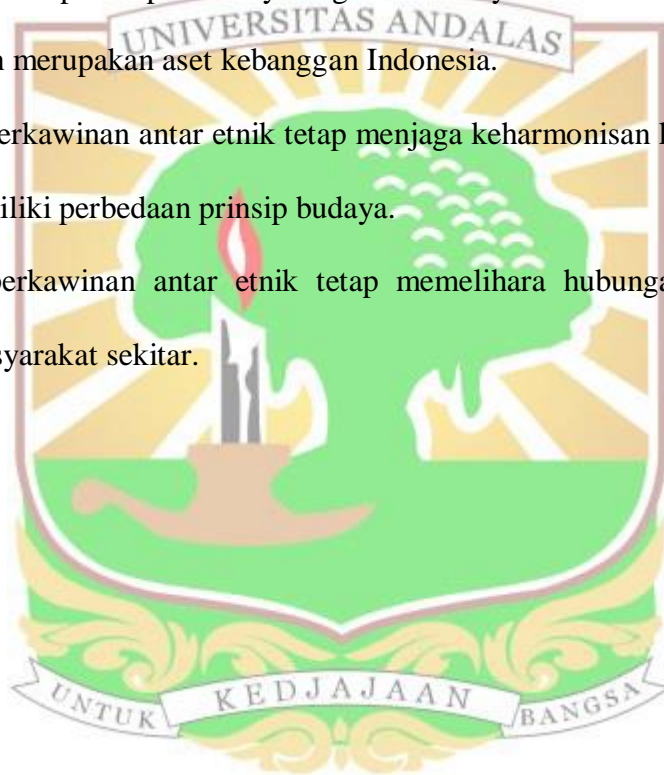 UNIVERSITAS ANDALAS
merupakan aset kebanggan Indonesia.
erkawinan antar etnik tetap menjaga keharmonisan
iliki perbedaan prinsip budaya.
erkawinan antar etnik tetap memelihara hubunga
syarakat sekitar.
UNTUK KEDJAJAAN BANGSA